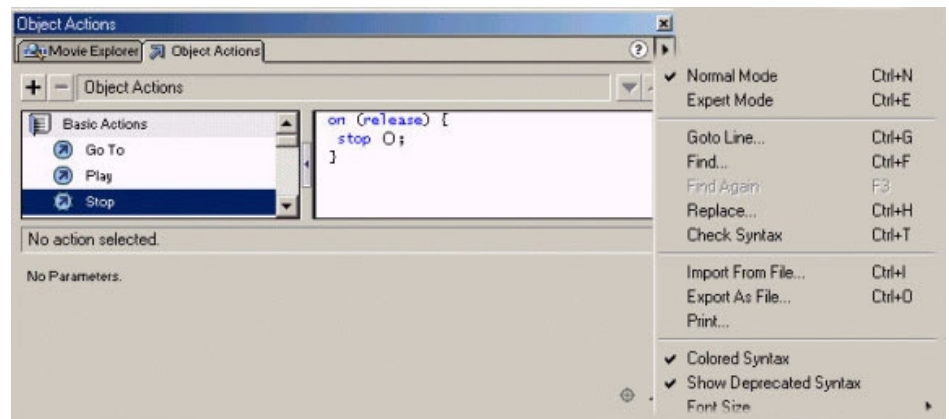 Object Actions
Movie Explorer
Object Actions
?
+ - Object Actions
Basic Actions
Go To
Play
Stop
on (release) {
stop ();
}
No action selected.
No Parameters.
Normal Mode Ctrl+N
Expert Mode Ctrl+E
Goto Line... Ctrl+G
Find... Ctrl+F
Find Again F3
Replace... Ctrl+H
Check Syntax Ctrl+T
Import From File... Ctrl+I
Export As File... Ctrl+O
Print...
Colored Syntax
Show Deprecated Syntax
Font Size